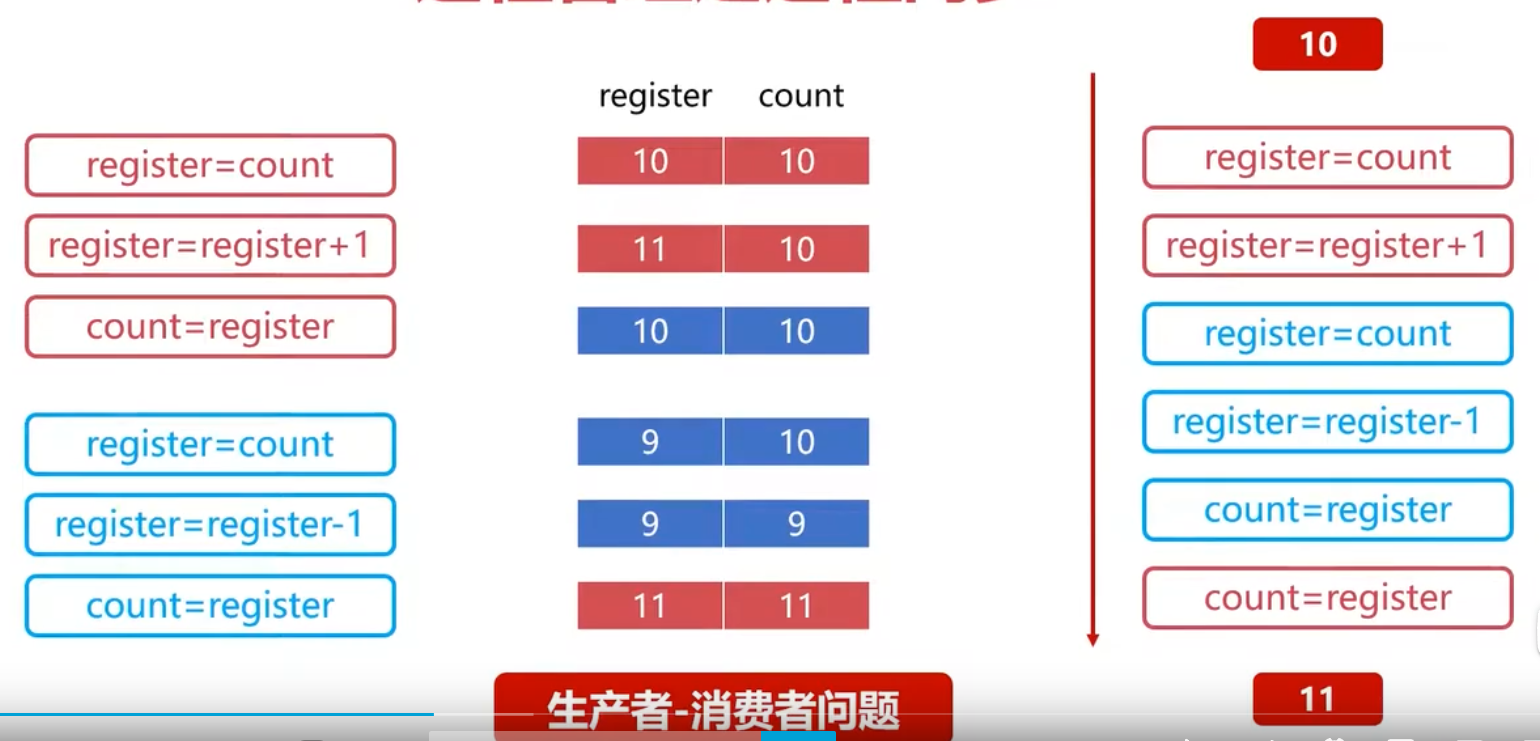 10
register count
register=count
register=register+1
count=register
register=count
register=register-1
count=register
10 10
11 10
10 10
9 10
9 9
11 11
register=count
register=register+1
register=count
register=register-1
count=register
count=register
生产者-消费者问题
11